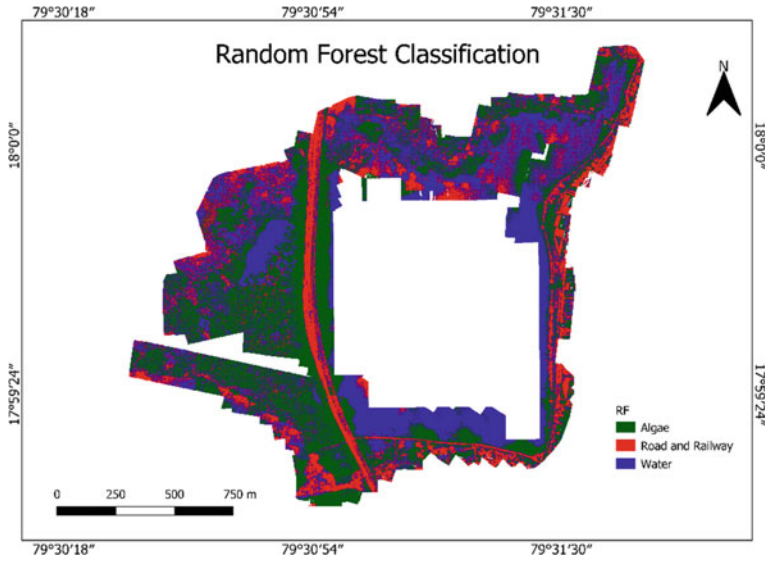 79°30'18" 79°30'54" 79°31'30"
Random Forest Classification
N
18°0'0" 18°0'0"
17°59'24" 17°59'24"
RF
Algae
Road and Railway
Water
0 250 500 750 m
79°30'18" 79°30'54" 79°31'30"